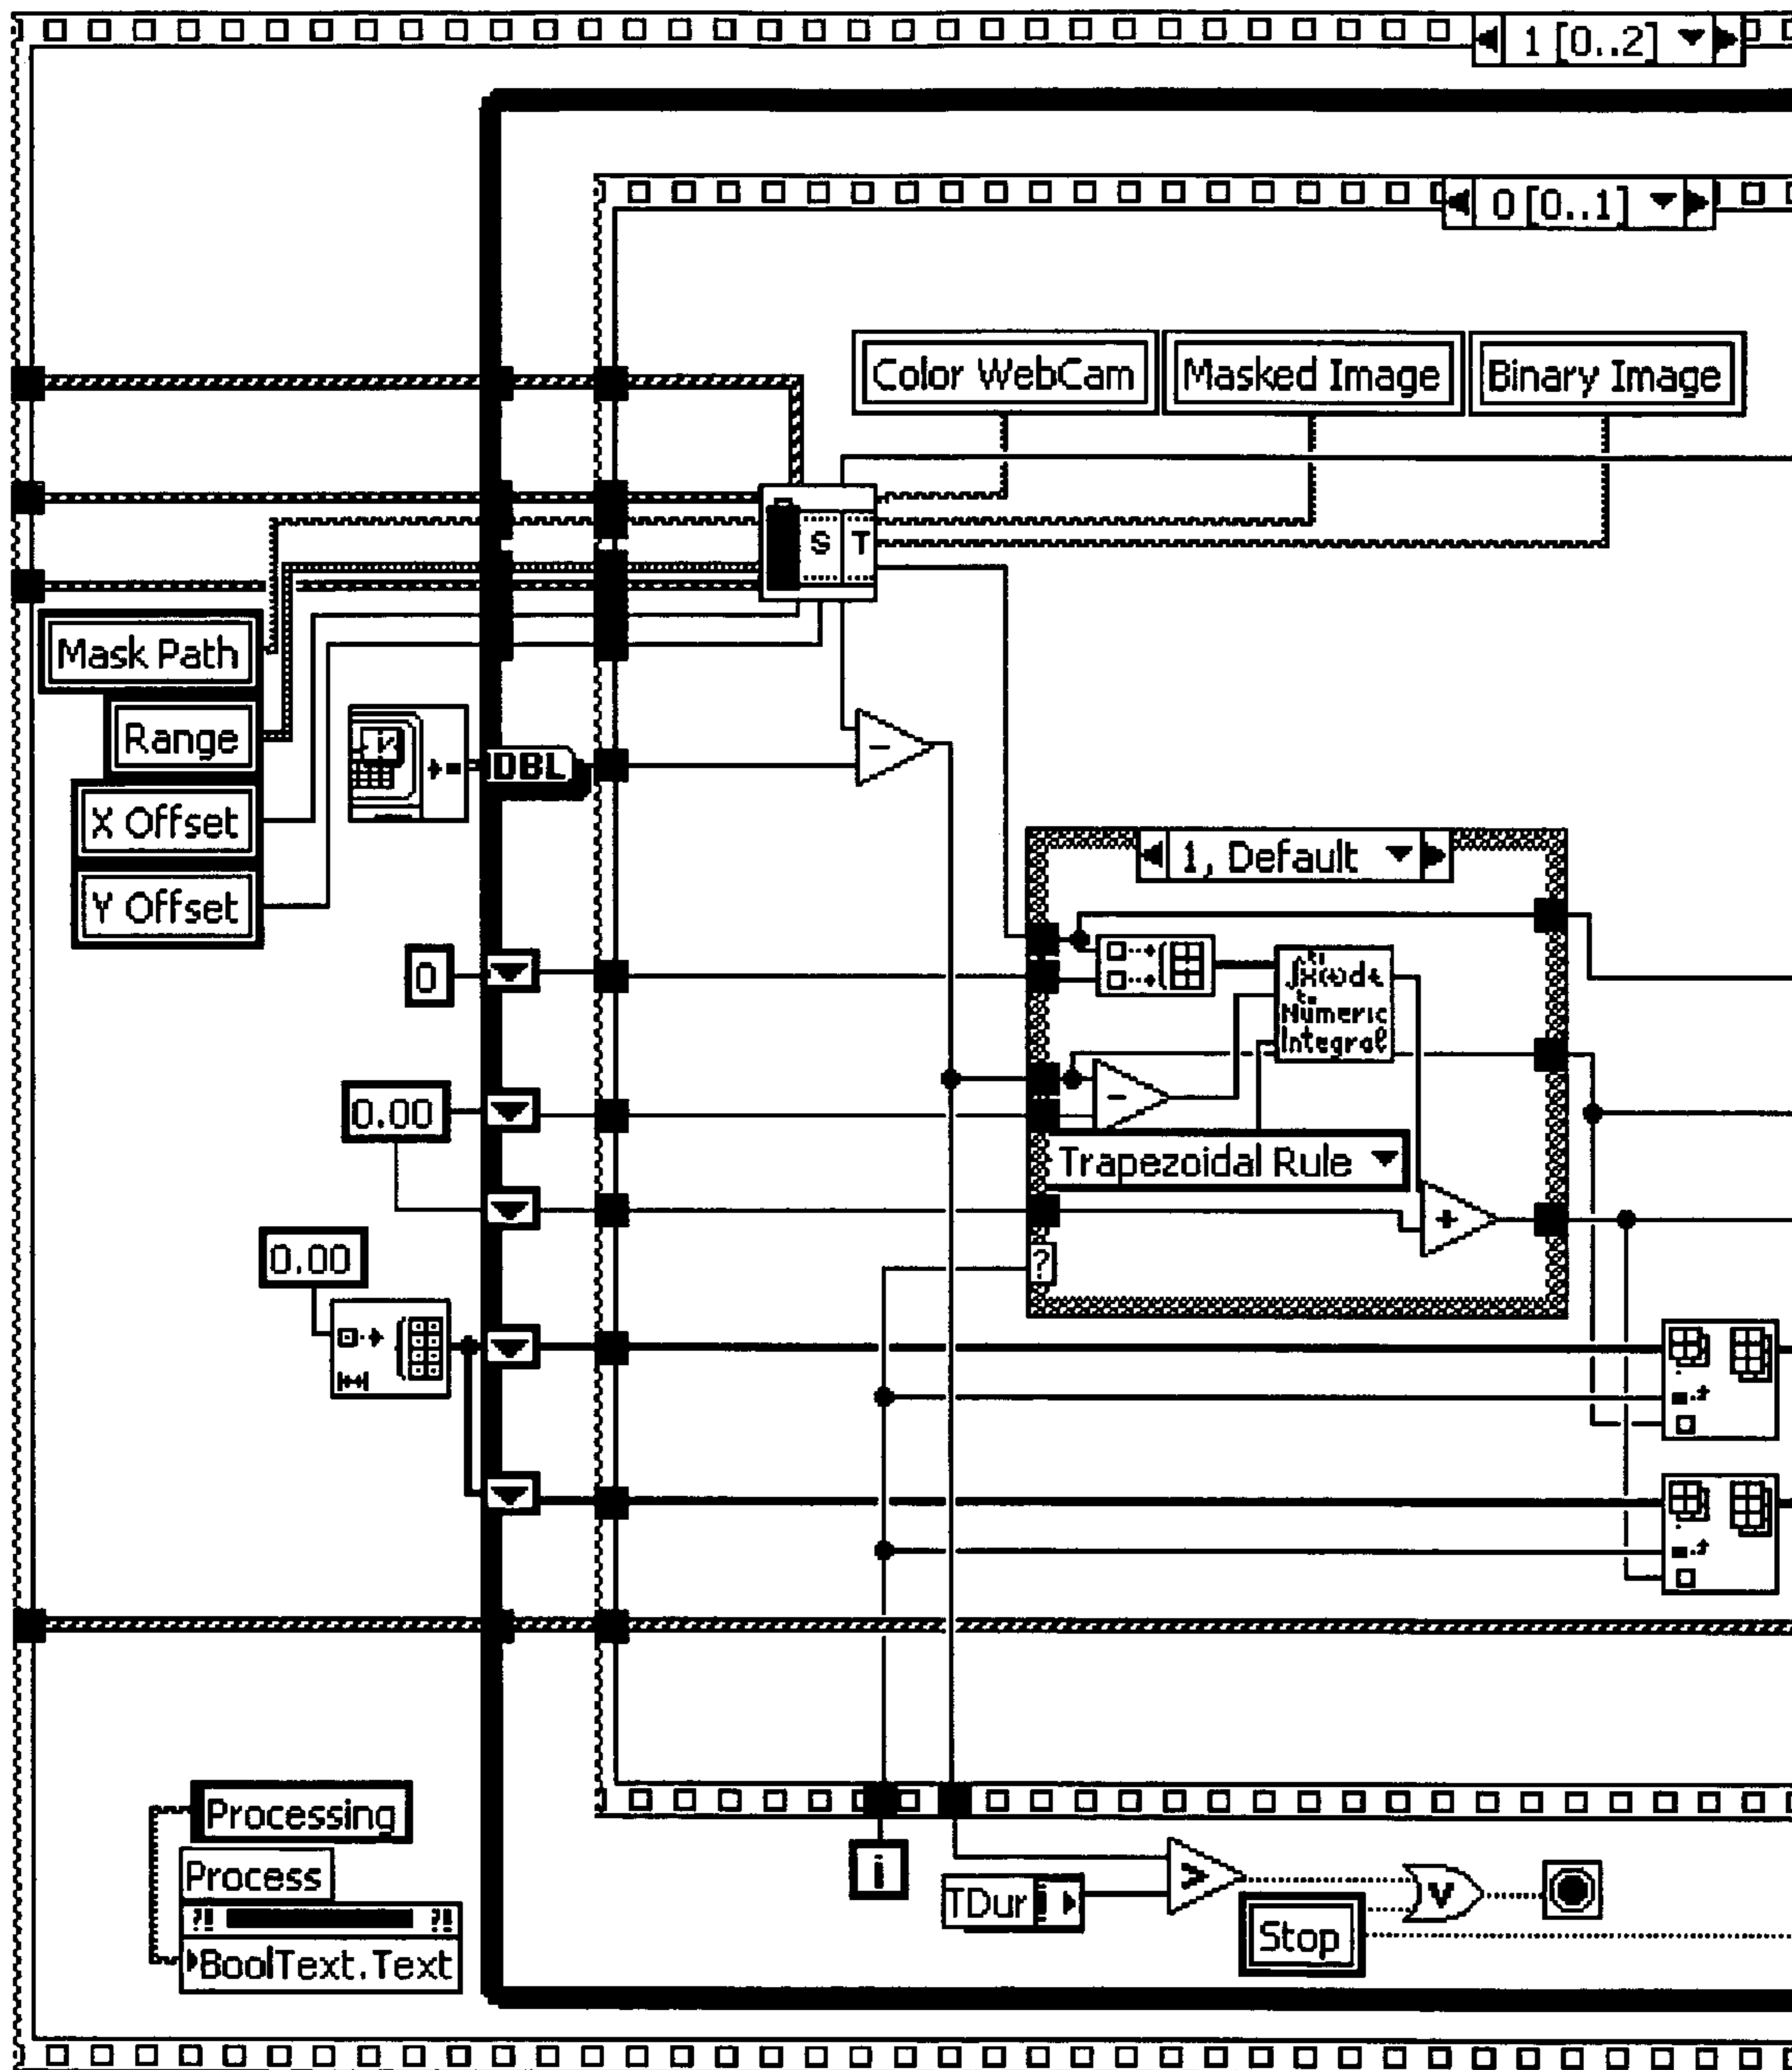 1 [0..2]
0 [0..1]
Color WebCam
Masked Image
Binary Image
S T
Mask Path
Range
DBL
X Offset
Y Offset
1, Default
0
Numeric
Integral
0.00
Trapezoidal Rule
0.00
?
Processing
i
Process
TDur
Stop
BoolText.Text